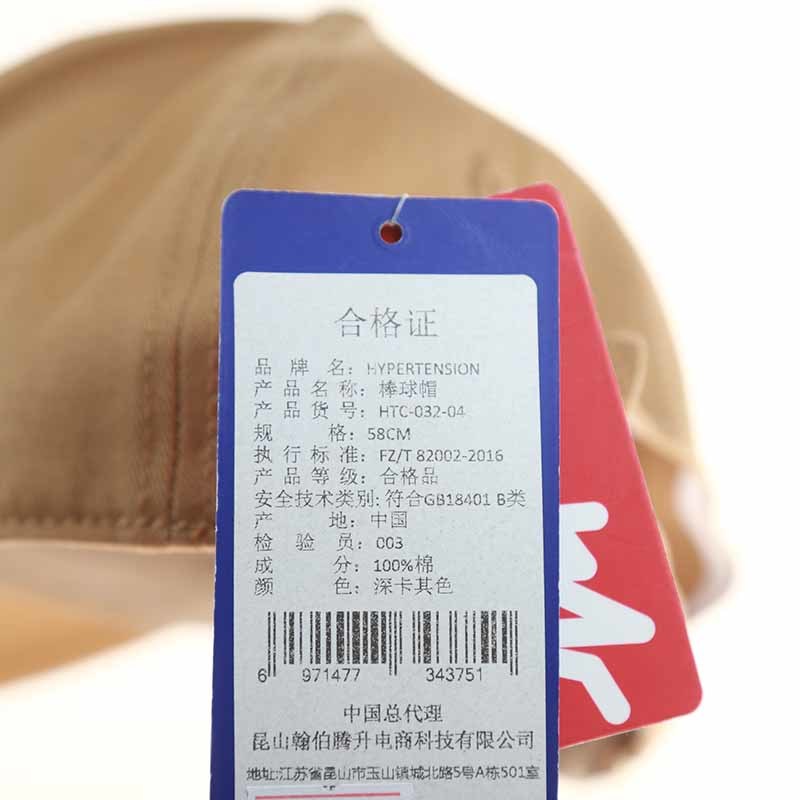 合格证
品牌名：HYPERTENSION
产品名称：棒球帽
产品货号：HTC-032-04
规格：58CM
执行标准：FZ/T 82002-2016
产品等级：合格品
安全技术类别：符合GB18401 B类
产地：中国
检验员：003
成分：100%棉
颜色：深卡其色
6 971477 343751
中国总代理
昆山翰伯腾升电商科技有限公司
地址:江苏省昆山市玉山镇城北路5号A栋501室